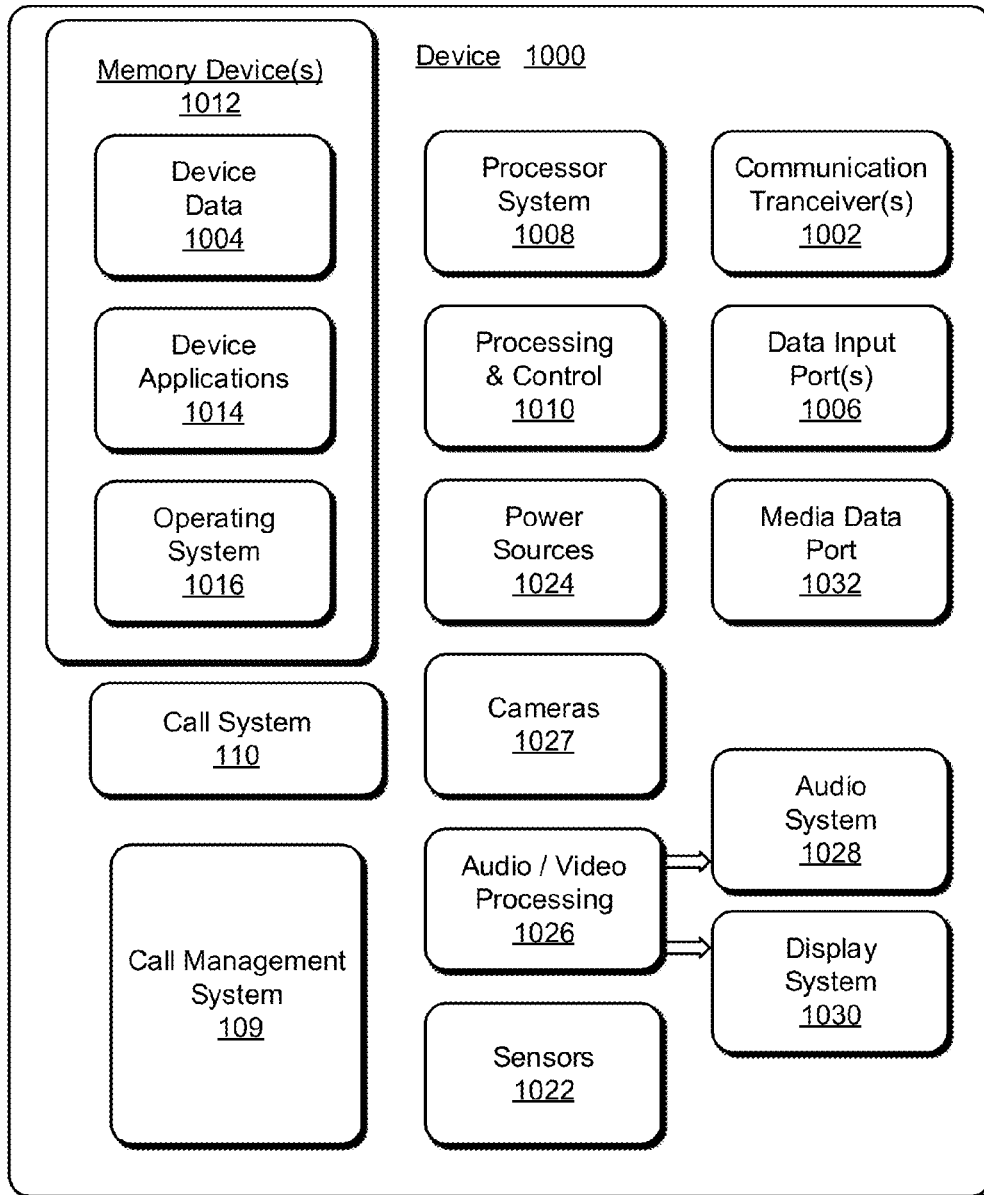 Device 1000
Memory Device(s)
1012
Device
Data
1004
Device
Applications
1014
Operating
System
1016
Call System
110
Call Management
System
109
Processor
System
1008
Processing
& Control
1010
Power
Sources
1024
Cameras
1027
Audio / Video
Processing
1026
Sensors
1022
Communication
Tranceiver(s)
1002
Data Input
Port(s)
1006
Media Data
Port
1032
Audio
System
1028
Display
System
1030